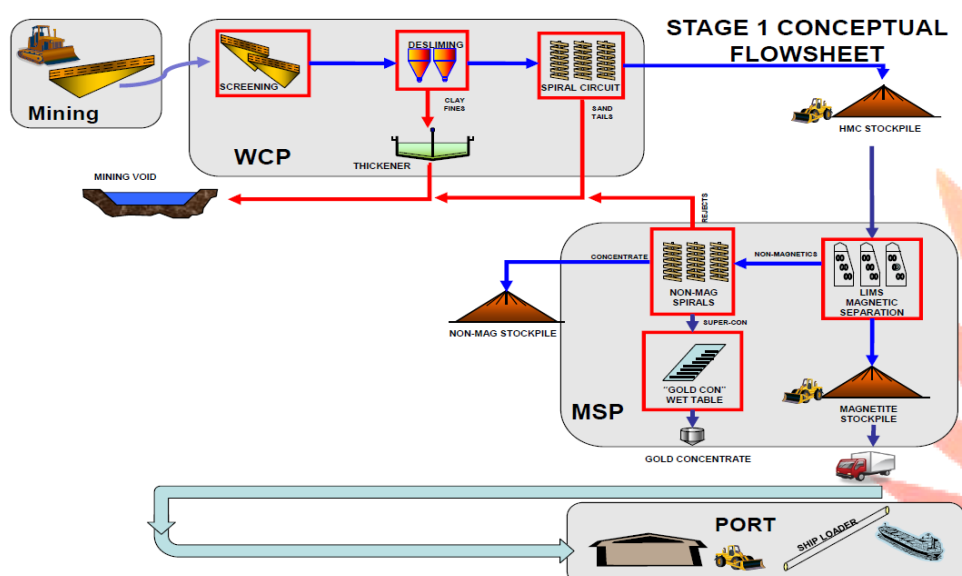 STAGE 1 CONCEPTUAL
FLOWSHEET
Mining
SCREENING
DESLIMING
SPIRAL CIRCUIT
CLAY
FINES
SAND
TAILS
WCP
THICKENER
HMC STOCKPILE
MINING VOID
REJECTS
CONCENTRATE
NON-MAGNETICS
NON-MAG
SPIRALS
LIMS
MAGNETIC
SEPARATION
NON-MAG STOCKPILE
SUPER-CON
"GOLD CON"
WET TABLE
MSP
MAGNETITE
STOCKPILE
GOLD CONCENTRATE
PORT
SHIP LOADER